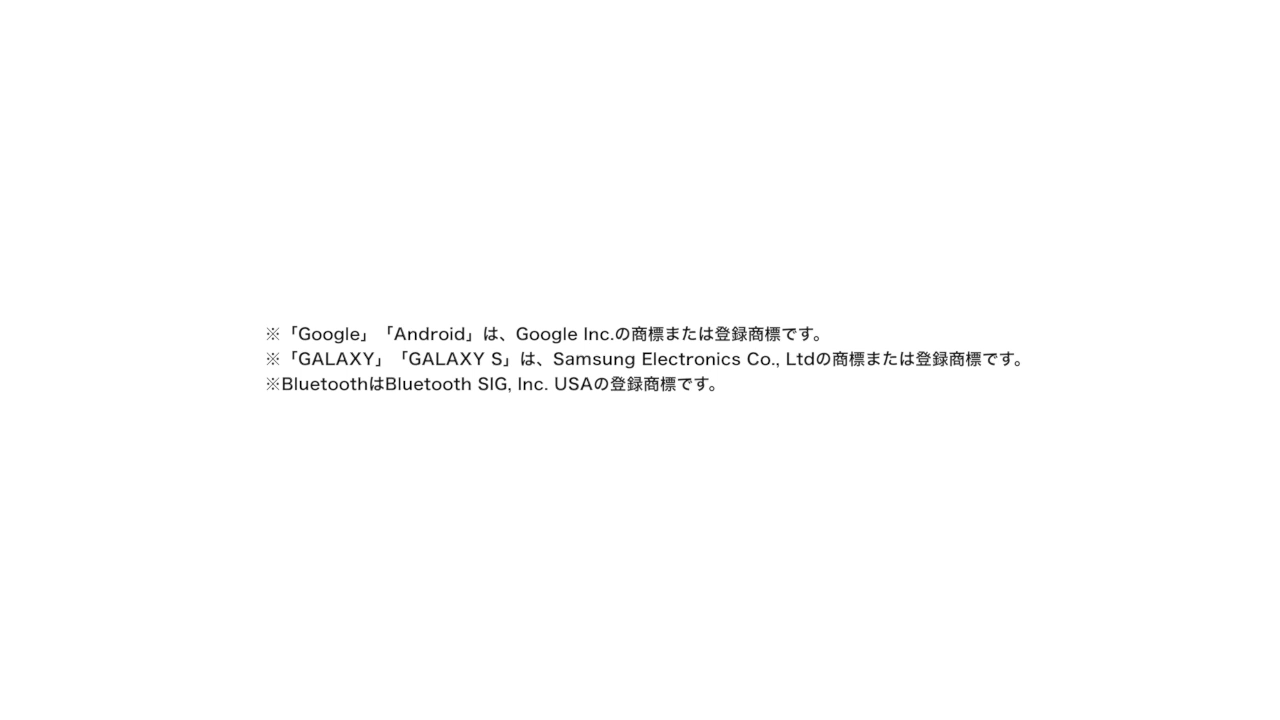 ※「Google」「Android」は、Google Inc.の商標または登録商標です。
※「GALAXY」「GALAXY S」は、Samsung Electronics Co., Ltdの商標または登録商標です。
※BluetoothはBluetooth SIG, Inc. USAの登録商標です。